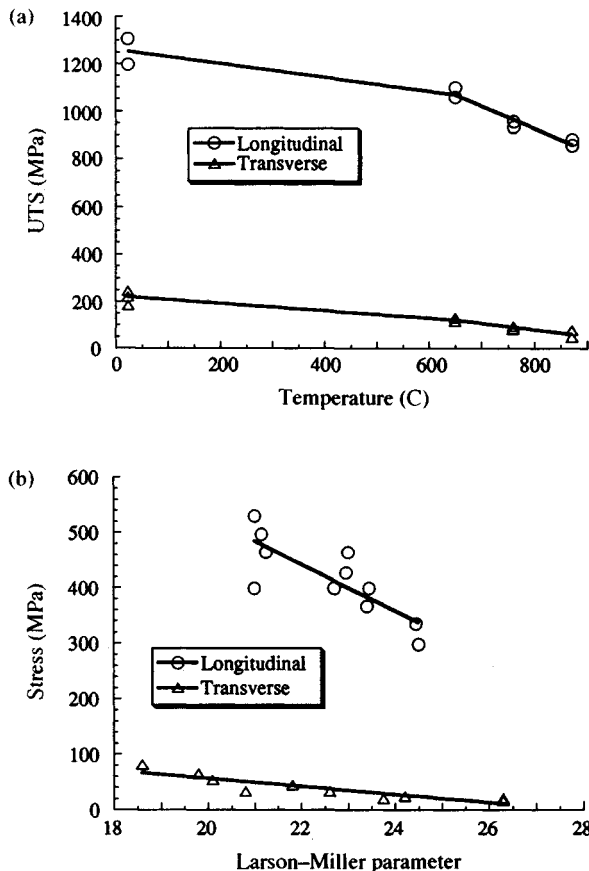 (a)
1400
1200
1000
800
600
400
200
0
UTS (MPa)
Longitudinal
Transverse
0 200 400 600 800
Temperature (C)
(b)
600
500
400
300
200
100
0
Stress (MPa)
Longitudinal
Transverse
18 20 22 24 26 28
Larson–Miller parameter